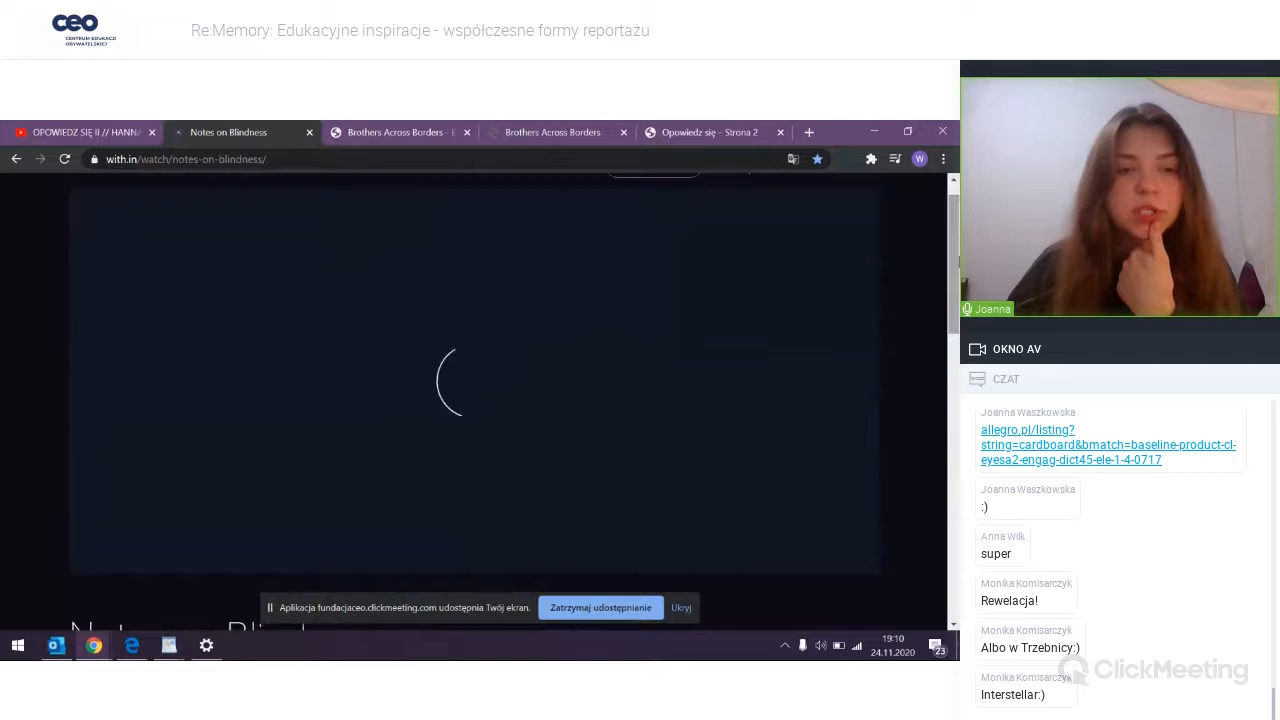 ceo
CENTRUM EDUKACJI
OBYWATELSKIEJ
Re:Memory: Edukacyjne inspiracje - współczesne formy reportażu
OPOWIEDZ SIĘ II // HANNA
Notes on Blindness
Brothers Across Borders - E
Brothers Across Borders
Opowiedz się – Strona 2
with.in/watch/notes-on-blindness/
W
Aplikacja fundacjaceo.clickmeeting.com udostępnia Twój ekran.
Zatrzymaj udostępnianie
Ukryj
19:10
24.11.2020
23
Joanna
OKNO AV
CZAT
Joanna Waszkowska
allegro.pl/listing?
string=cardboard&bmatch=baseline-product-cl-
eyesa2-engag-dict45-ele-1-4-0717
Joanna Waszkowska
:)
Anna Wilk
super
Monika Komisarczyk
Rewelacja!
Monika Komisarczyk
Albo w Trzebnicy:)
Monika Komisarczyk
Interstellar:)
ClickMeeting